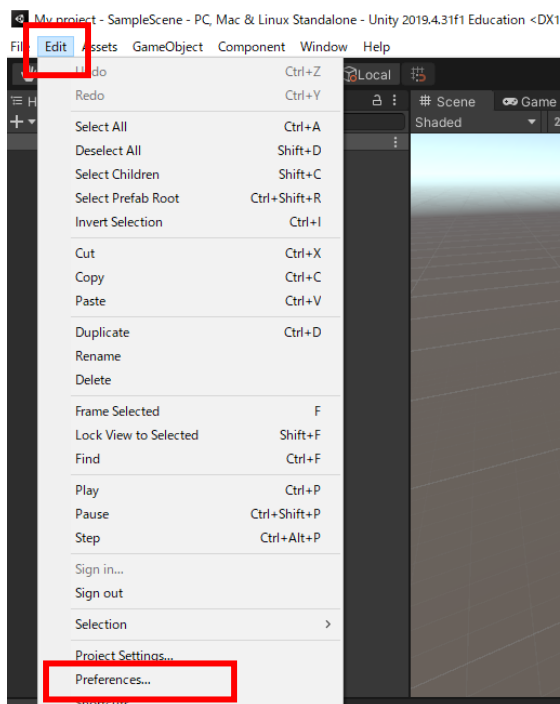 My project - SampleScene - PC, Mac & Linux Standalone - Unity 2019.4.31f1 Education <DX1
File Edit Assets GameObject Component Window Help
Undo Ctrl+Z
Local
Redo Ctrl+Y
# Scene Game
Select All Ctrl+A
Shaded 2
Deselect All Shift+D
Select Children Shift+C
Select Prefab Root Ctrl+Shift+R
Invert Selection Ctrl+I
Cut Ctrl+X
Copy Ctrl+C
Paste Ctrl+V
Duplicate Ctrl+D
Rename
Delete
Frame Selected F
Lock View to Selected Shift+F
Find Ctrl+F
Play Ctrl+P
Pause Ctrl+Shift+P
Step Ctrl+Alt+P
Sign in...
Sign out
Selection >
Project Settings...
Preferences...